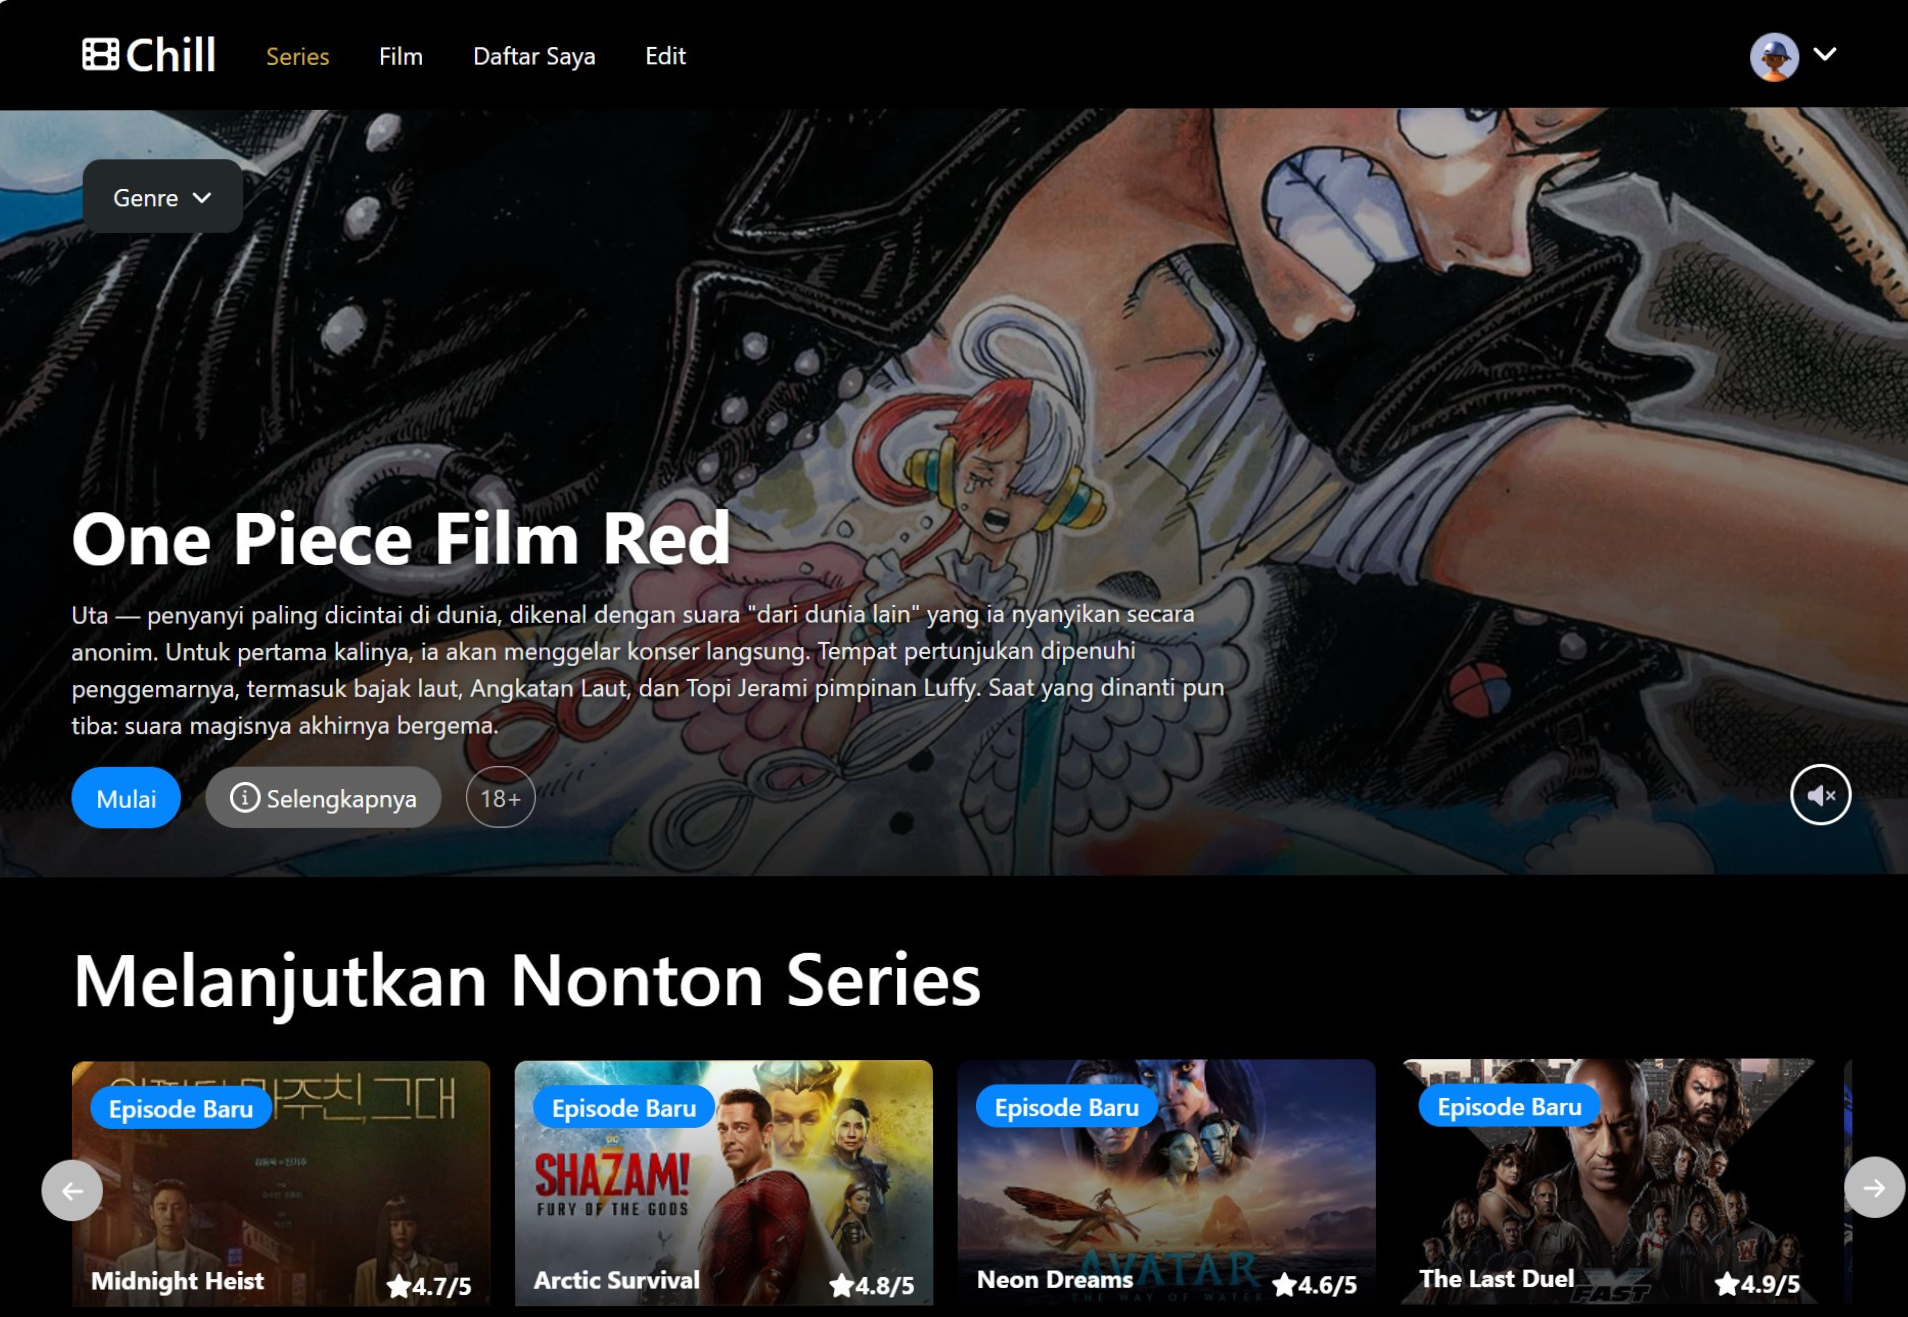 Chill
Series
Film
Daftar Saya
Edit
Genre
One Piece Film Red
Uta — penyanyi paling dicintai di dunia, dikenal dengan suara "dari dunia lain" yang ia nyanyikan secara
anonim. Untuk pertama kalinya, ia akan menggelar konser langsung. Tempat pertunjukan dipenuhi
penggemarnya, termasuk bajak laut, Angkatan Laut, dan Topi Jerami pimpinan Luffy. Saat yang dinanti pun
tiba: suara magisnya akhirnya bergema.
Mulai
Selengkapnya
18+
Melanjutkan Nonton Series
Episode Baru
주친, 그대
Midnight Heist
4.7/5
Episode Baru
SHAZAM!
FURY OF THE GODS
Arctic Survival
4.8/5
Episode Baru
AVATAR
THE WAY OF WATER
Neon Dreams
4.6/5
Episode Baru
FAST
The Last Duel
4.9/5